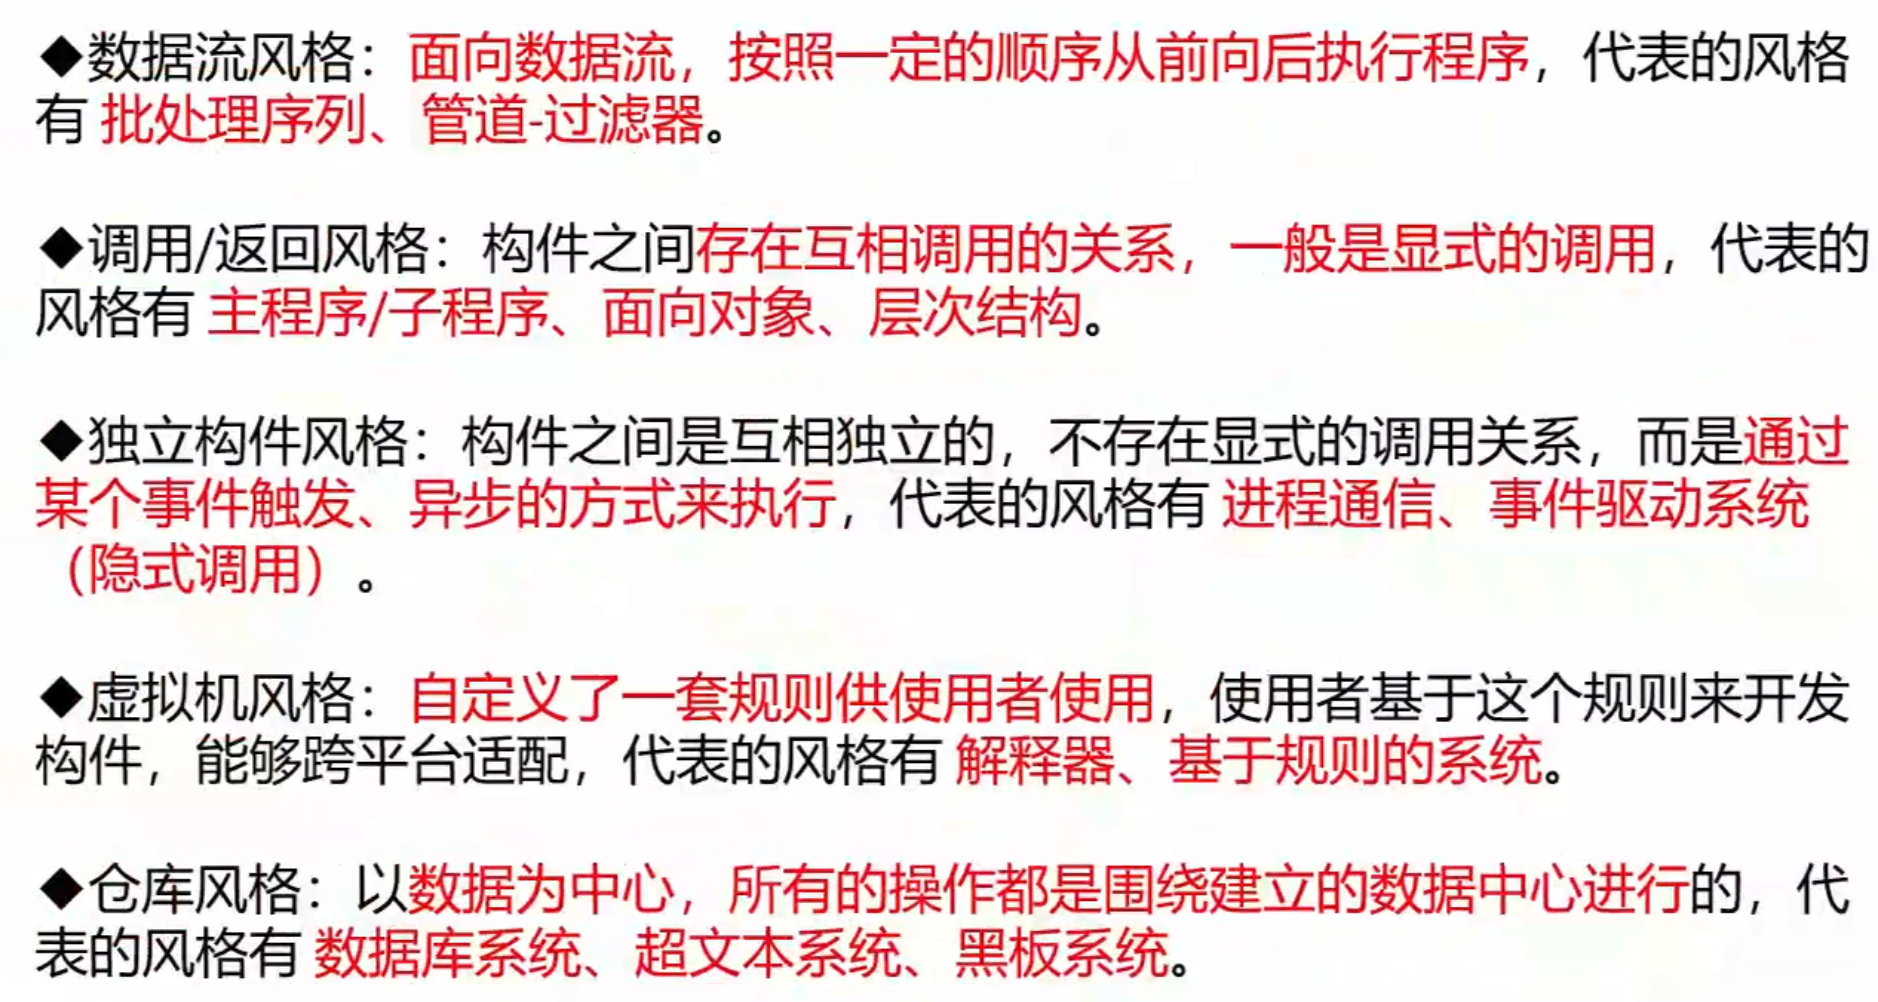 ◆数据流风格：面向数据流，按照一定的顺序从前向后执行程序，代表的风格
有 批处理序列、管道-过滤器。
◆调用/返回风格：构件之间存在互相调用的关系，一般是显式的调用，代表的
风格有 主程序/子程序、面向对象、层次结构。
◆独立构件风格：构件之间是互相独立的，不存在显式的调用关系，而是通过
某个事件触发、异步的方式来执行，代表的风格有 进程通信、事件驱动系统
（隐式调用）。
◆虚拟机风格：自定义了一套规则供使用者使用，使用者基于这个规则来开发
构件，能够跨平台适配，代表的风格有 解释器、基于规则的系统。
◆仓库风格：以数据为中心，所有的操作都是围绕建立的数据中心进行的，代
表的风格有 数据库系统、超文本系统、黑板系统。